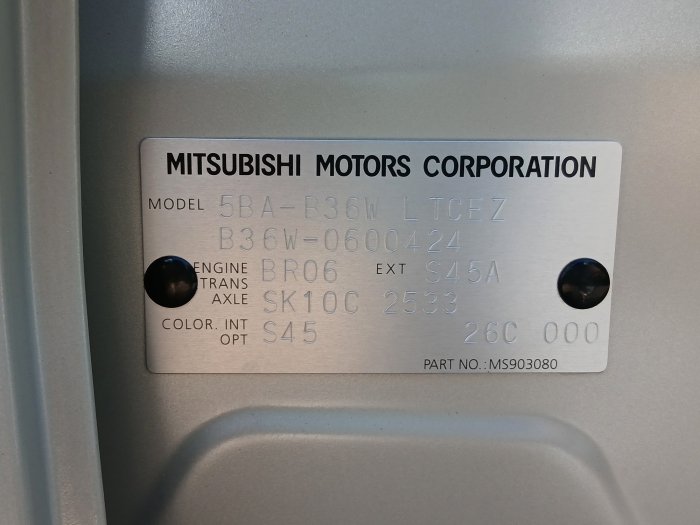 MITSUBISHI MOTORS CORPORATION
MODEL 5BA-B36W LTCEZ
B36W-0600424
ENGINE BR06 EXT S45A
TRANS
AXLE SK10C 2533
COLOR. INT
OPT S45 26C 000
PART NO.:MS903080